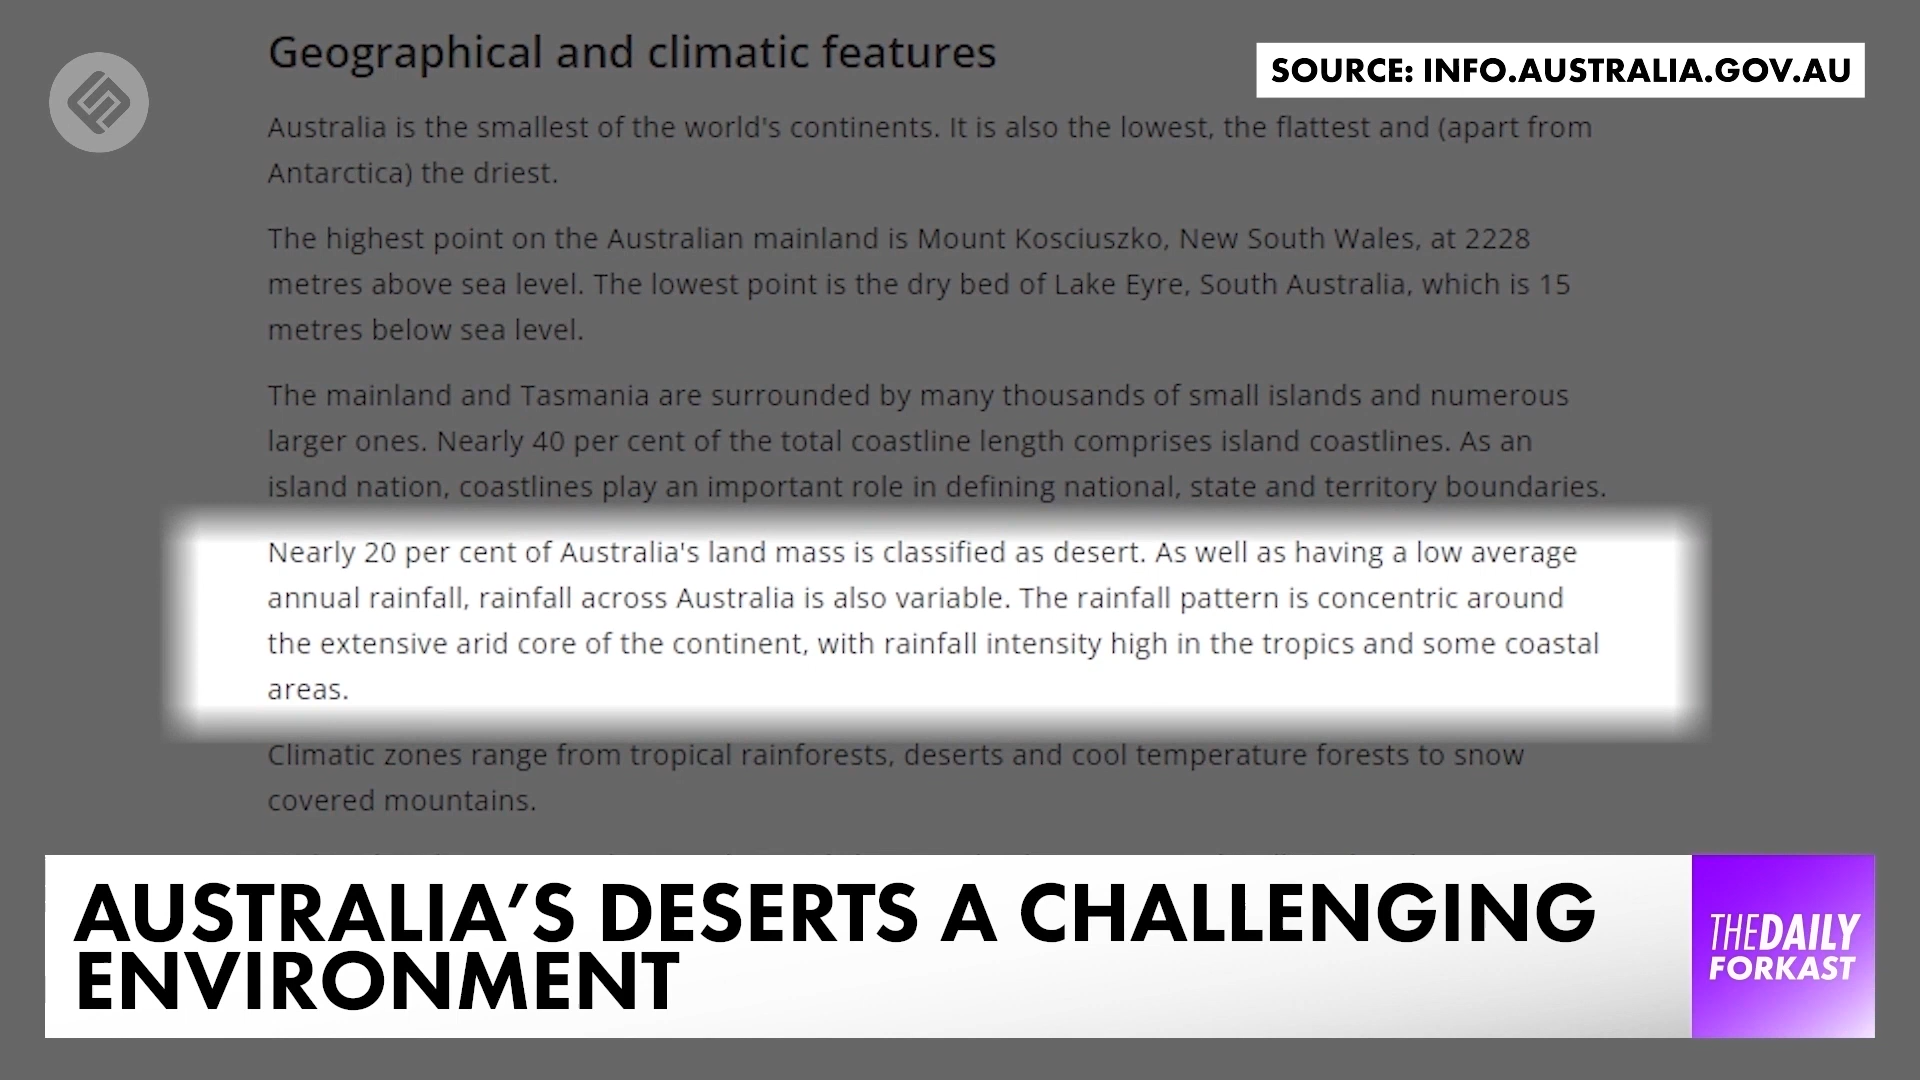 Geographical and climatic features
SOURCE: INFO.AUSTRALIA.GOV.AU
Australia is the smallest of the world's continents. It is also the lowest, the flattest and (apart from
Antarctica) the driest.
The highest point on the Australian mainland is Mount Kosciuszko, New South Wales, at 2228
metres above sea level. The lowest point is the dry bed of Lake Eyre, South Australia, which is 15
metres below sea level.
The mainland and Tasmania are surrounded by many thousands of small islands and numerous
larger ones. Nearly 40 per cent of the total coastline length comprises island coastlines. As an
island nation, coastlines play an important role in defining national, state and territory boundaries.
Nearly 20 per cent of Australia's land mass is classified as desert. As well as having a low average
annual rainfall, rainfall across Australia is also variable. The rainfall pattern is concentric around
the extensive arid core of the continent, with rainfall intensity high in the tropics and some coastal
areas.
Climatic zones range from tropical rainforests, deserts and cool temperature forests to snow
covered mountains.
AUSTRALIA'S DESERTS A CHALLENGING
ENVIRONMENT
THEDAILY
FORKAST